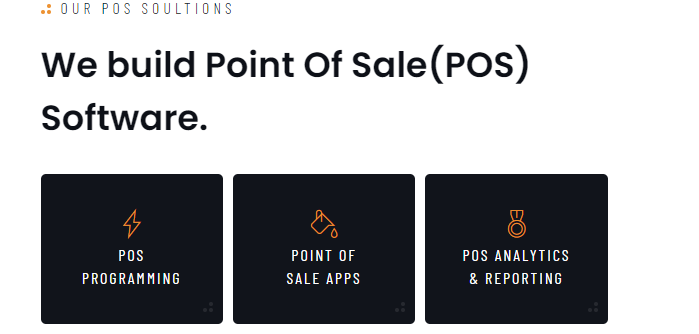 OUR POS SOULTIONS
We build Point Of Sale(POS)
Software.
POS
PROGRAMMING
POINT OF
SALE APPS
POS ANALYTICS
& REPORTING